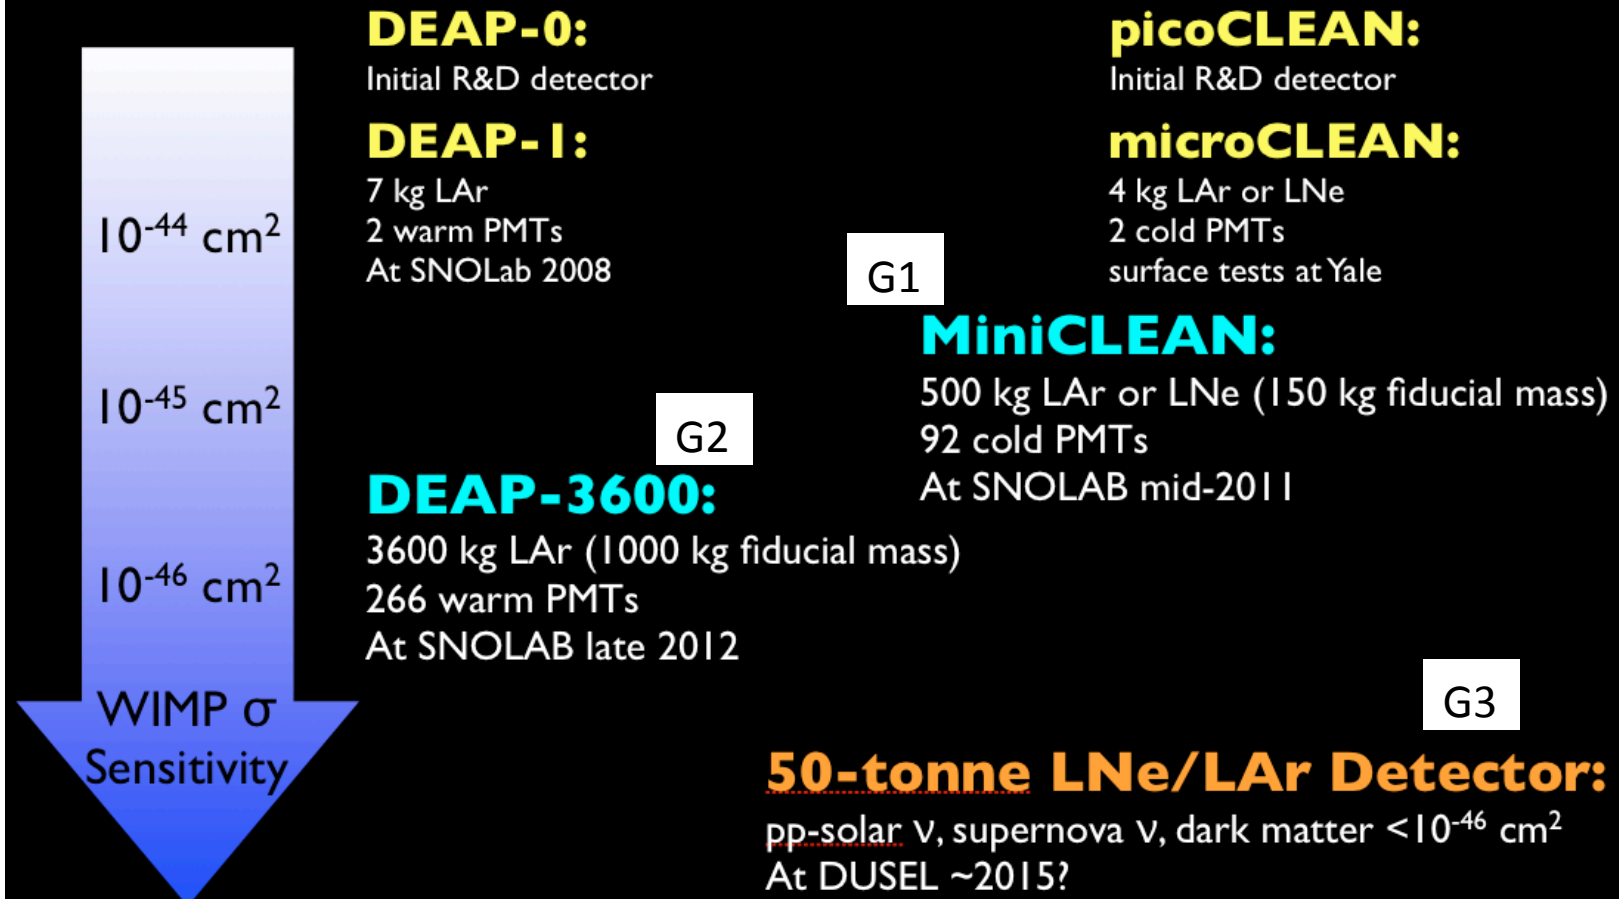 10⁻⁴⁴ cm²
10⁻⁴⁵ cm²
10⁻⁴⁶ cm²
WIMP σ
Sensitivity
DEAP-0:
Initial R&D detector
DEAP-1:
7 kg LAr
2 warm PMTs
At SNOLab 2008
picoCLEAN:
Initial R&D detector
microCLEAN:
4 kg LAr or LNe
2 cold PMTs
surface tests at Yale
G1
MiniCLEAN:
500 kg LAr or LNe (150 kg fiducial mass)
92 cold PMTs
At SNOLAB mid-2011
G2
DEAP-3600:
3600 kg LAr (1000 kg fiducial mass)
266 warm PMTs
At SNOLAB late 2012
G3
50-tonne LNe/LAr Detector:
pp-solar ν, supernova ν, dark matter <10⁻⁴⁶ cm²
At DUSEL ~2015?